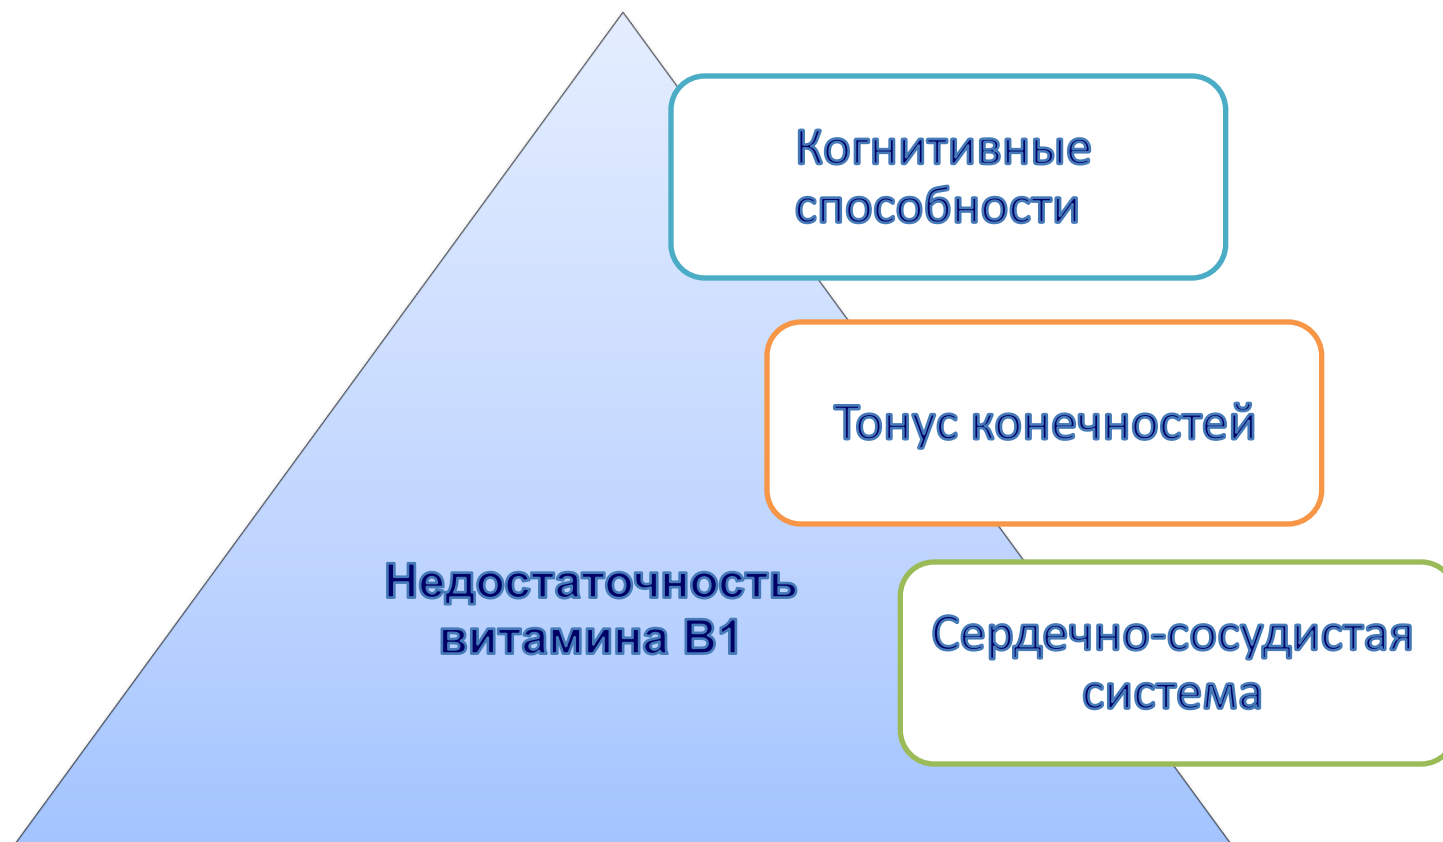 Когнитивные
способности
Тонус конечностей
Недостаточность
витамина В1
Сердечно-сосудистая
система